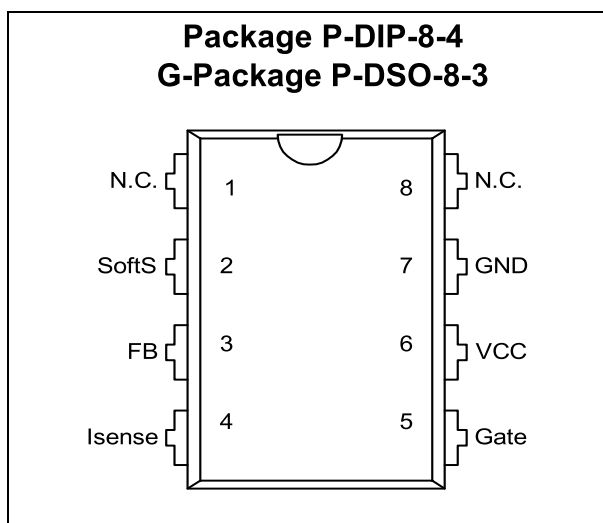 Package P-DIP-8-4
G-Package P-DSO-8-3
N.C. 1 8 N.C.
SoftS 2 7 GND
FB 3 6 VCC
Isense 4 5 Gate